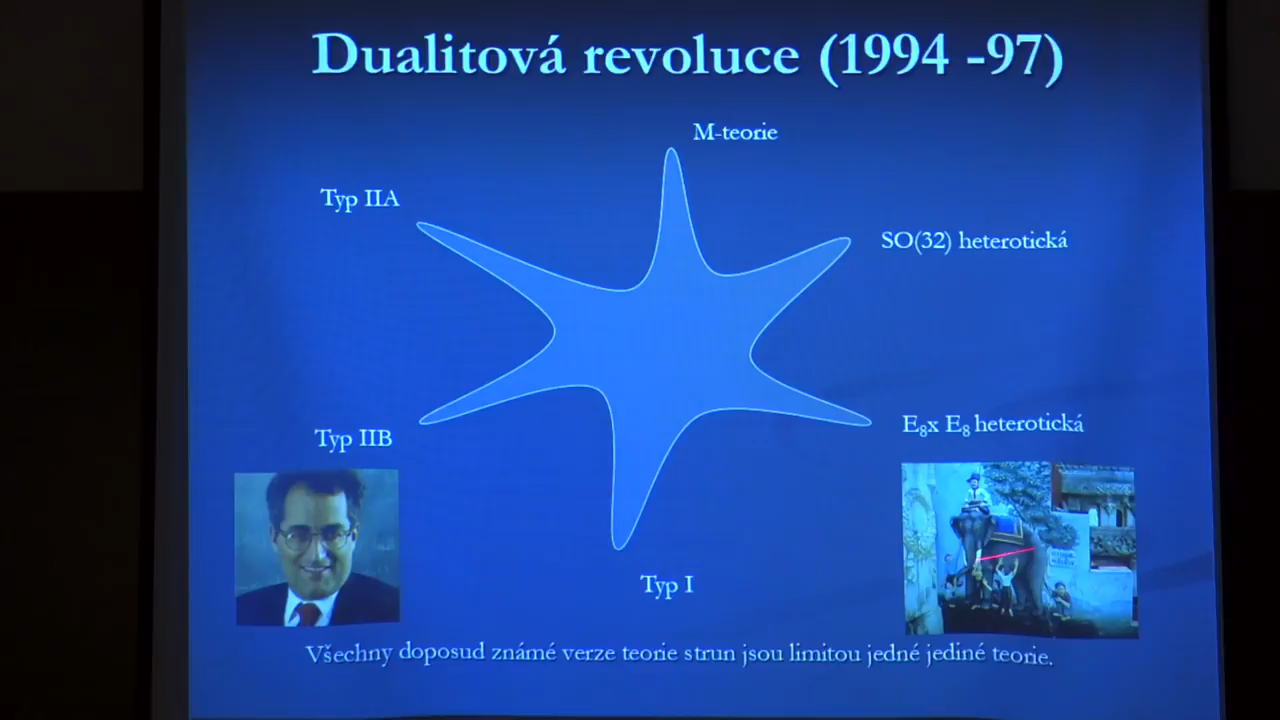 Dualitová revoluce (1994 -97)
M-teorie
Typ IIA
SO(32) heterotická
E8x E8 heterotická
Typ IIB
Typ I
Všechny doposud známé verze teorie strun jsou limitou jedné jediné teorie.